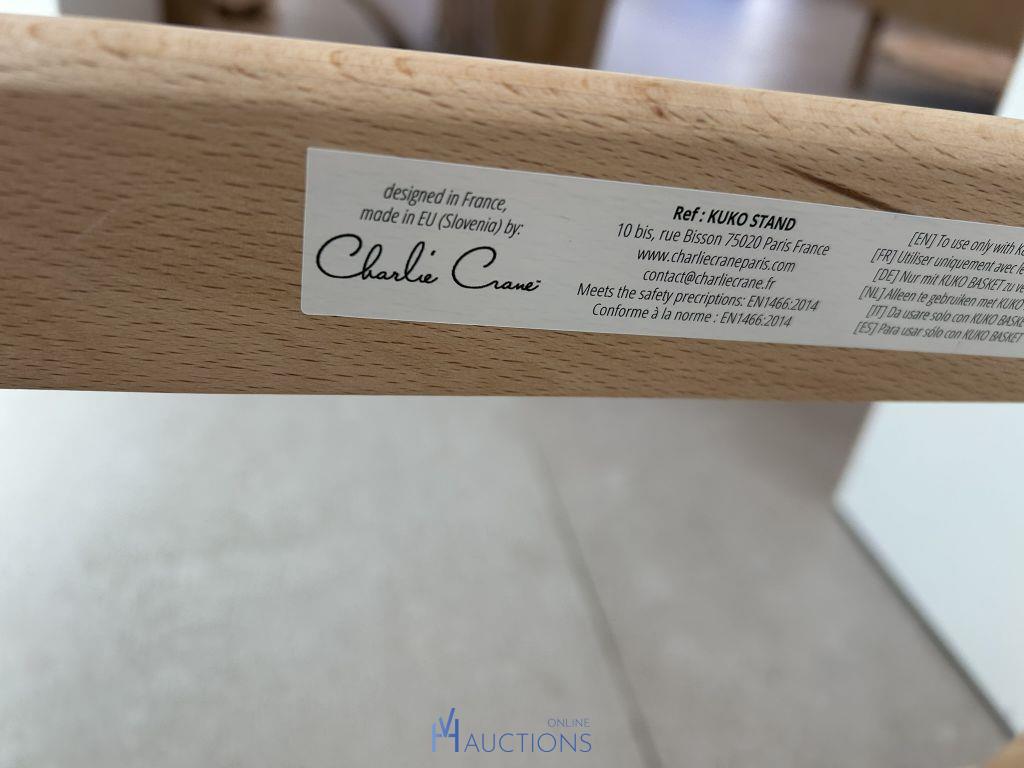 designed in France,
made in EU (Slovenia) by:
Charlie Crane
Ref : KUKO STAND
10 bis, rue Bisson 75020 Paris France
www.charliecraneparis.com
contact@charliecrane.fr
Meets the safety precriptions: EN1466:2014
Conforme à la norme : EN1466:2014
[EN] To use only with
[FR] Utiliser uniquement avec
[DE] Nur mit KUKO BASKET zu
[NL] Alleen te gebruiken met KUKO
[IT] Da usare solo con KUKO
[ES] Para usar sólo con KUKO BASKET
VH ONLINE
AUCTIONS